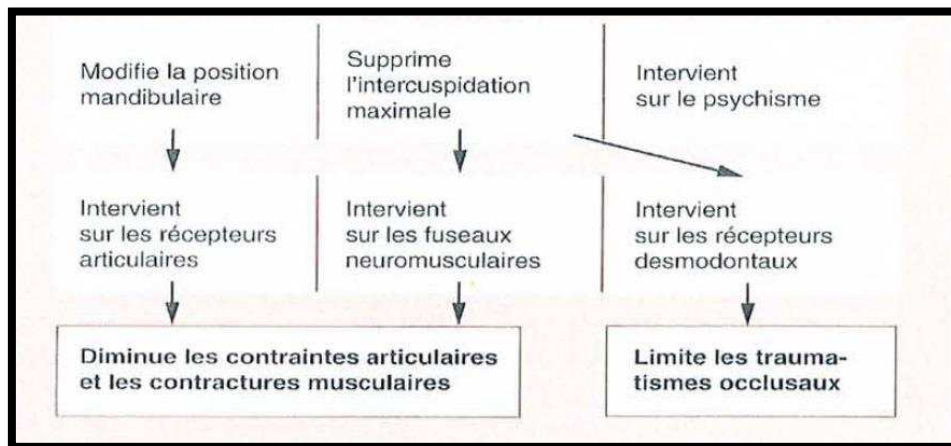 Modifie la position
mandibulaire
Supprime
l'intercuspidation
maximale
Intervient
sur le psychisme
Intervient
sur les récepteurs
articulaires
Intervient
sur les fuseaux
neuromusculaires
Intervient
sur les récepteurs
desmodontaux
Diminue les contraintes articulaires
et les contractures musculaires
Limite les trauma-
tismes occlusaux